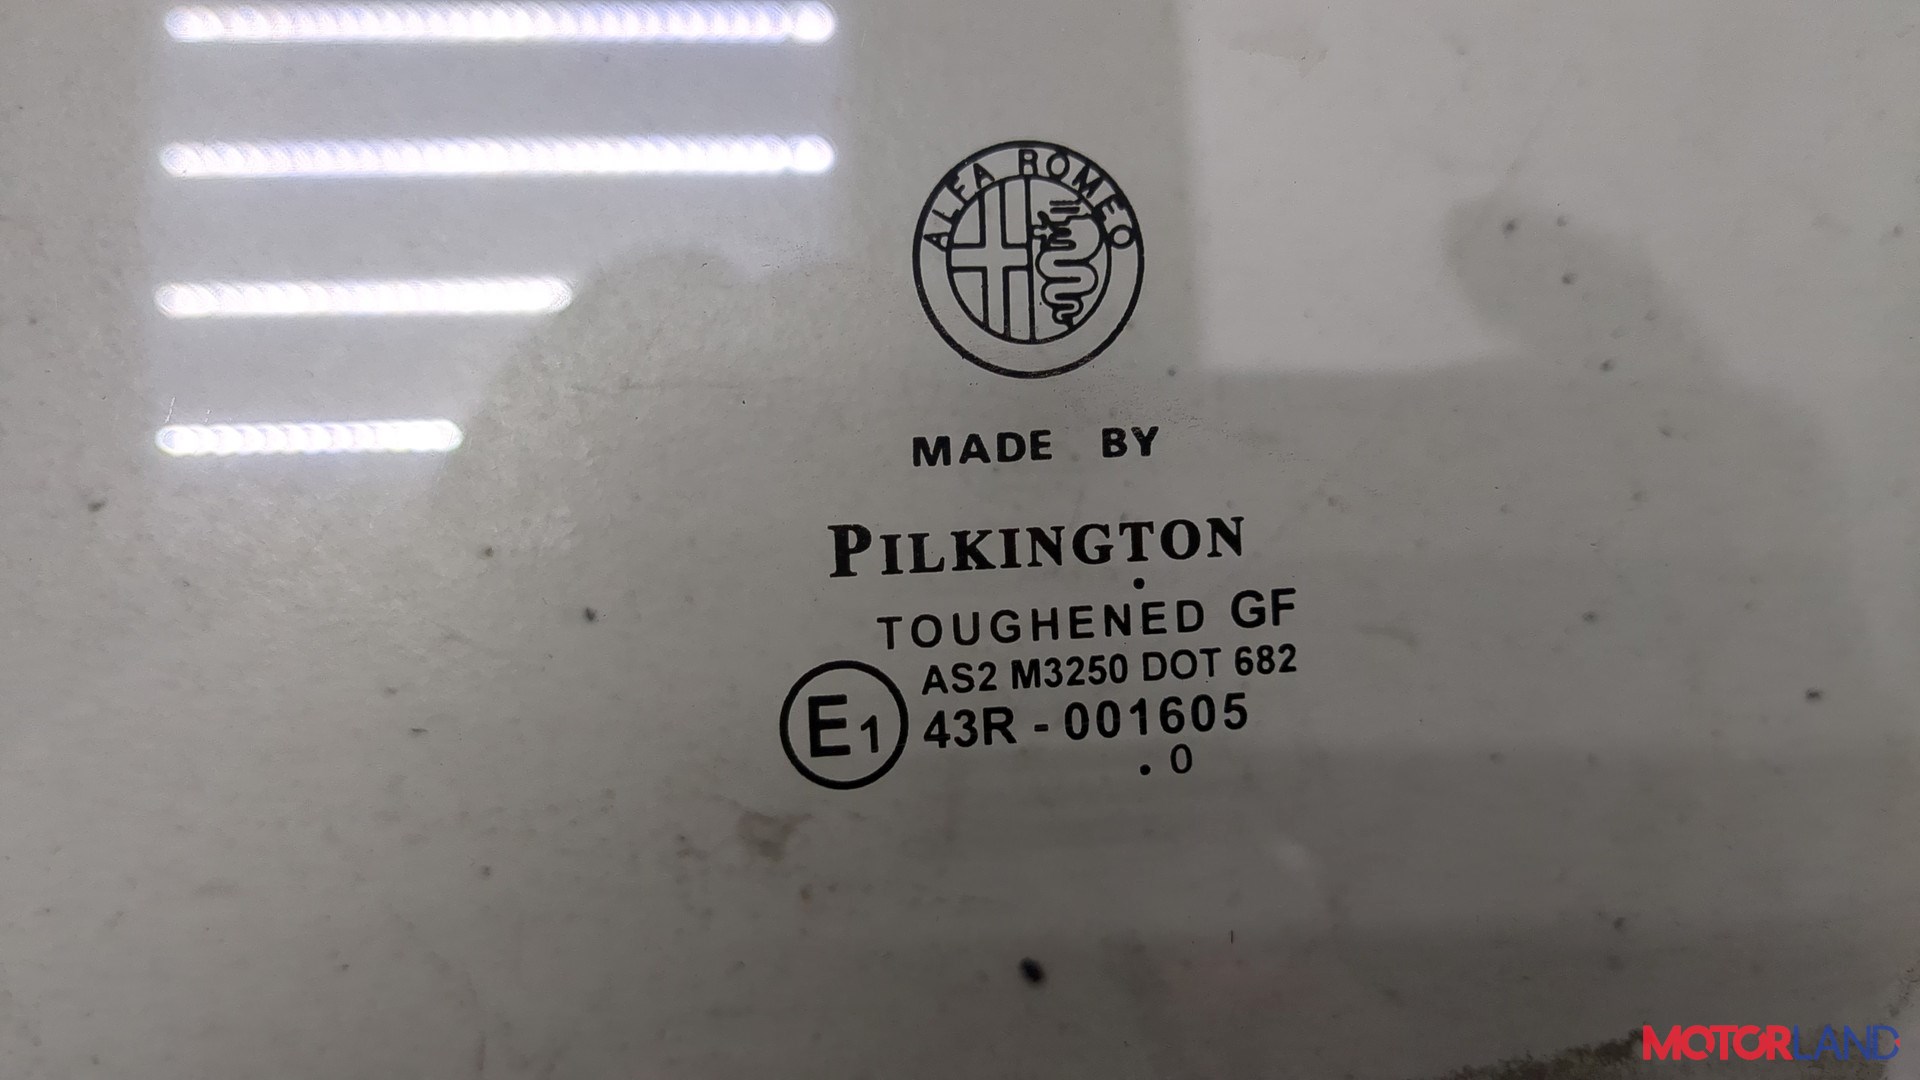 ALFA ROMEO
MADE BY
PILKINGTON
TOUGHENED GF
AS2 M3250 DOT 682
E1 43R - 001605
. 0
MOTORLAND